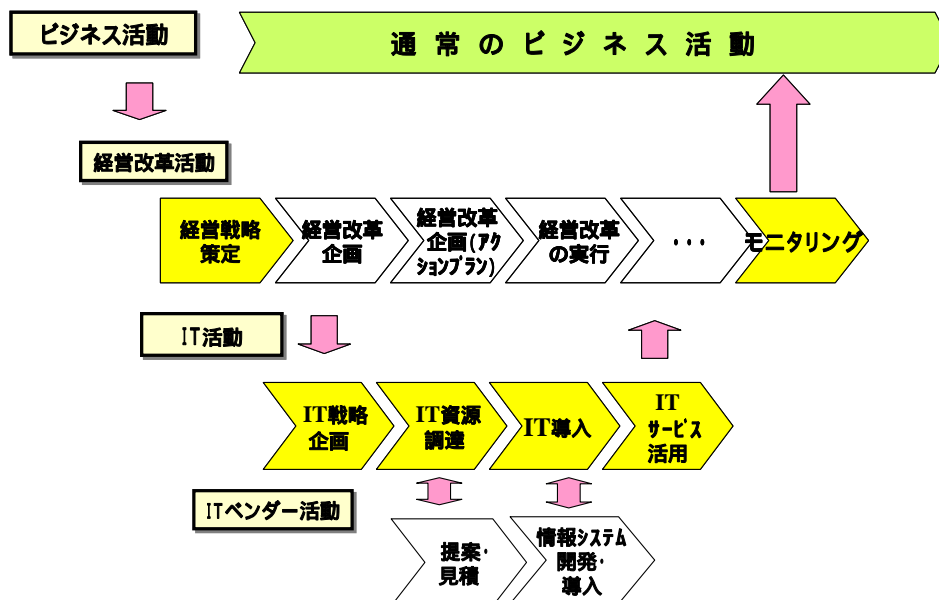 ビジネス活動
通常のビジネス活動
経営改革活動
経営戦略
策定
経営改革
企画
経営改革
企画(ｱｸ
ｼｮﾝﾌﾟﾗﾝ)
経営改革
の実行
・・・
モニタリング
IT活動
IT戦略
企画
IT資源
調達
IT導入
IT
ｻｰﾋﾞｽ
活用
ITベンダー活動
提案・
見積
情報ｼｽﾃﾑ
開発・
導入